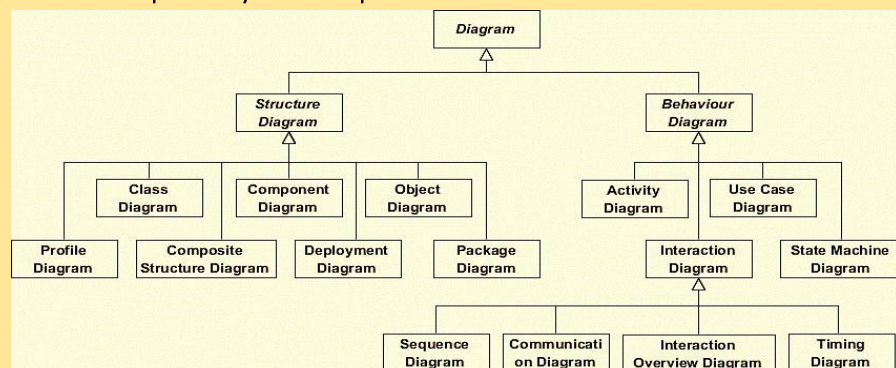 Diagram
Structure
Diagram
Behaviour
Diagram
Class
Diagram
Component
Diagram
Object
Diagram
Activity
Diagram
Use Case
Diagram
Profile
Diagram
Composite
Structure Diagram
Deployment
Diagram
Package
Diagram
Interaction
Diagram
State Machine
Diagram
Sequence
Diagram
Communicati
on Diagram
Interaction
Overview Diagram
Timing
Diagram